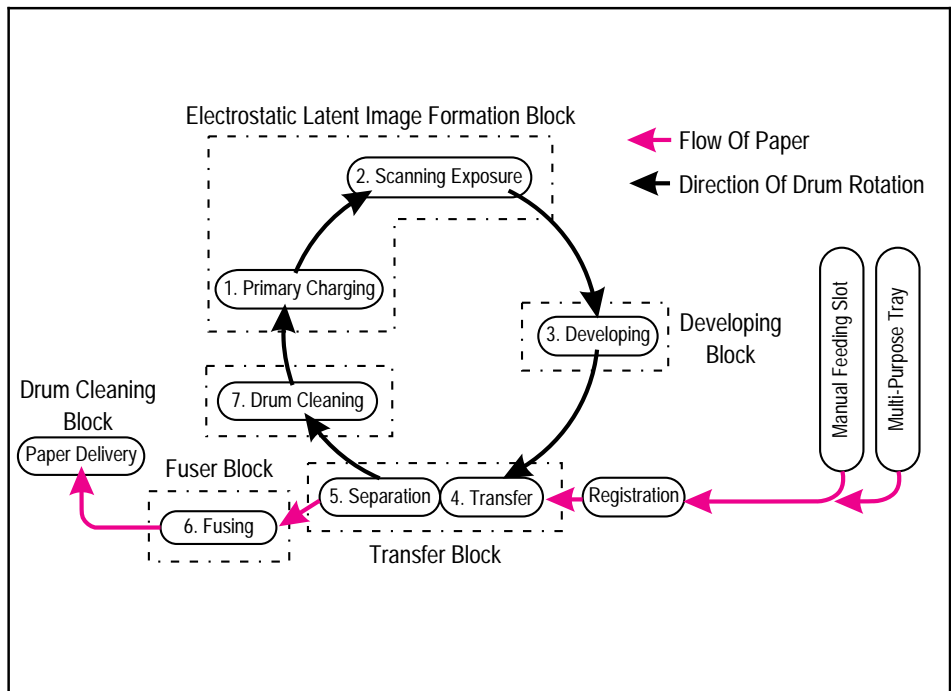 Electrostatic Latent Image Formation Block
Flow Of Paper
2. Scanning Exposure
Direction Of Drum Rotation
1. Primary Charging
3. Developing
Developing
Block
Manual Feeding Slot
Multi-Purpose Tray
7. Drum Cleaning
Drum Cleaning
Block
Paper Delivery
Fuser Block
5. Separation
4. Transfer
Registration
6. Fusing
Transfer Block